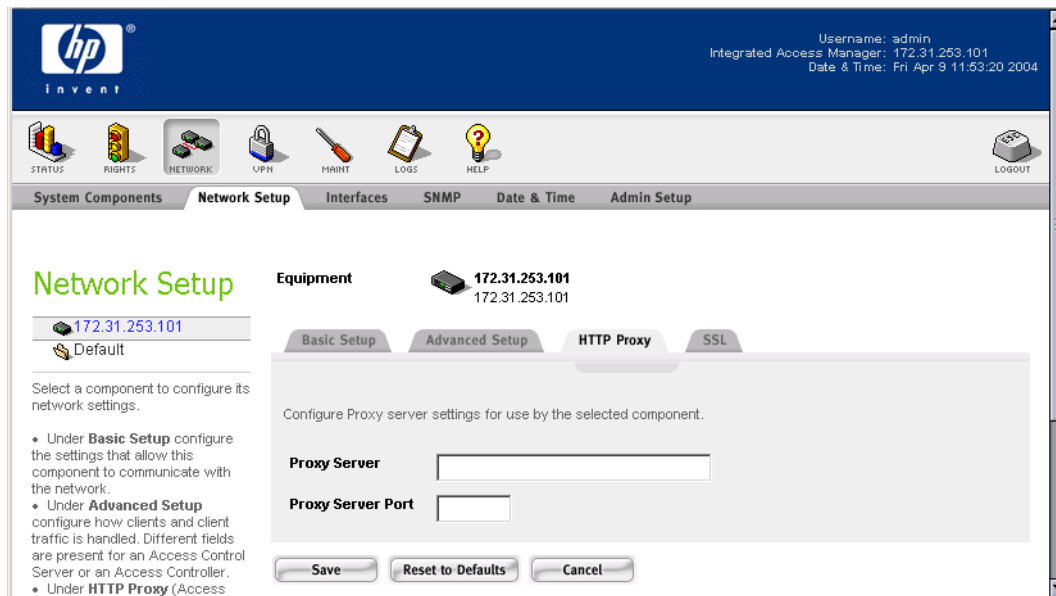 hp
®
invent
Username: admin
Integrated Access Manager: 172.31.253.101
Date & Time: Fri Apr 9 11:53:20 2004
STATUS
RIGHTS
NETWORK
VPN
MAINT
LOGS
HELP
LOGOUT
System Components
Network Setup
Interfaces
SNMP
Date & Time
Admin Setup
Network Setup
172.31.253.101
Default
Select a component to configure its
network settings.
• Under Basic Setup configure
the settings that allow this
component to communicate with
the network.
• Under Advanced Setup
configure how clients and client
traffic is handled. Different fields
are present for an Access Control
Server or an Access Controller.
• Under HTTP Proxy (Access
Equipment
172.31.253.101
172.31.253.101
Basic Setup
Advanced Setup
HTTP Proxy
SSL
Configure Proxy server settings for use by the selected component.
Proxy Server
Proxy Server Port
Save
Reset to Defaults
Cancel